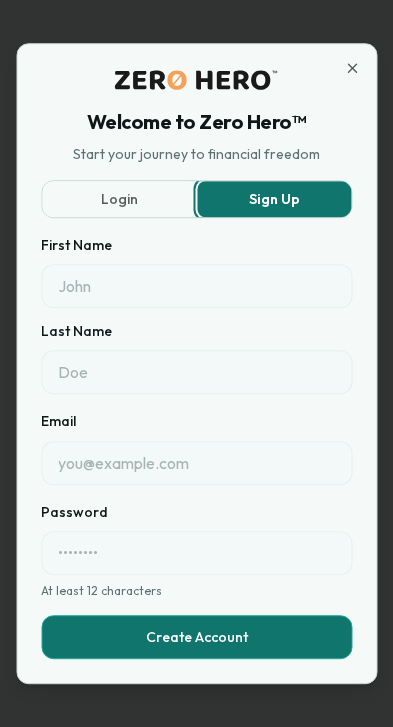 ZERO HERO™
Welcome to Zero Hero™
Start your journey to financial freedom
Login
Sign Up
First Name
John
Last Name
Doe
Email
you@example.com
Password
••••••••
At least 12 characters
Create Account